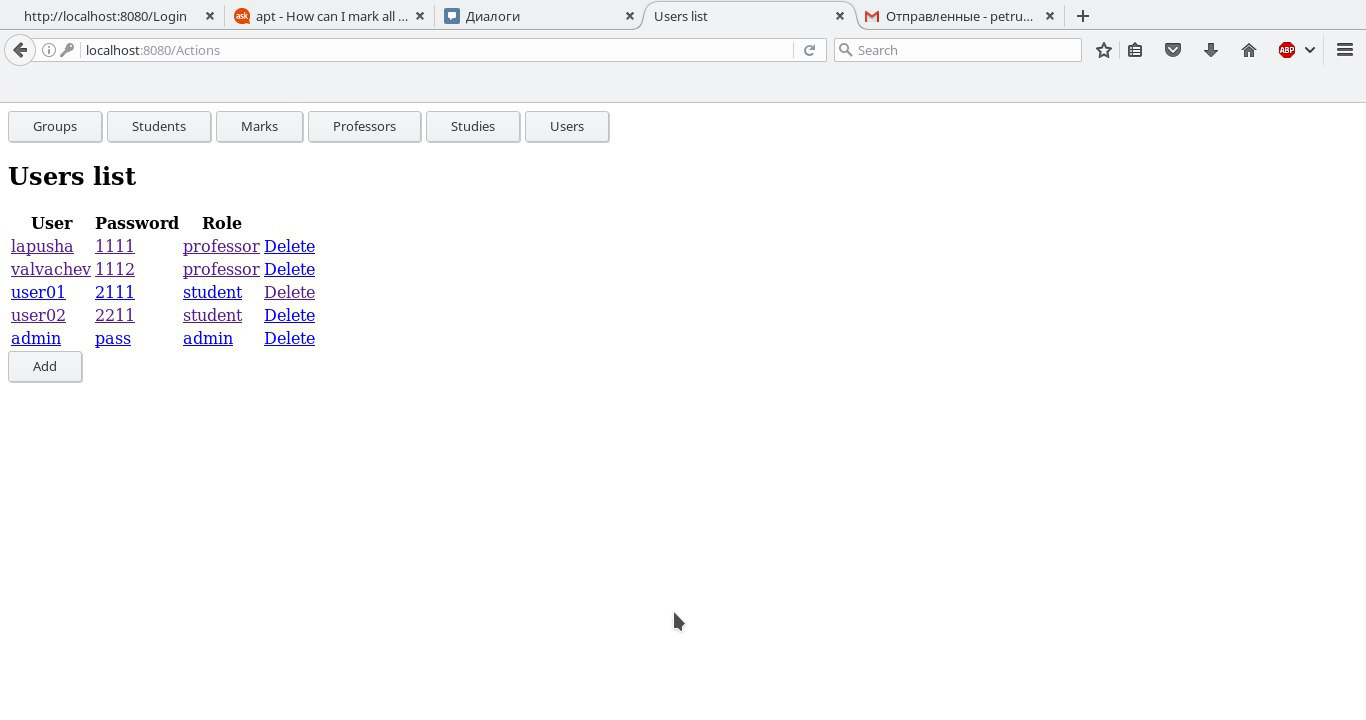 http://localhost:8080/Login ask apt - How can I mark all ... Диалоги Users list Отправленные - petru...
localhost:8080/Actions Search ABP
Groups Students Marks Professors Studies Users
Users list
User Password Role
lapusha 1111 professor Delete
valvachev 1112 professor Delete
user01 2111 student Delete
user02 2211 student Delete
admin pass admin Delete
Add